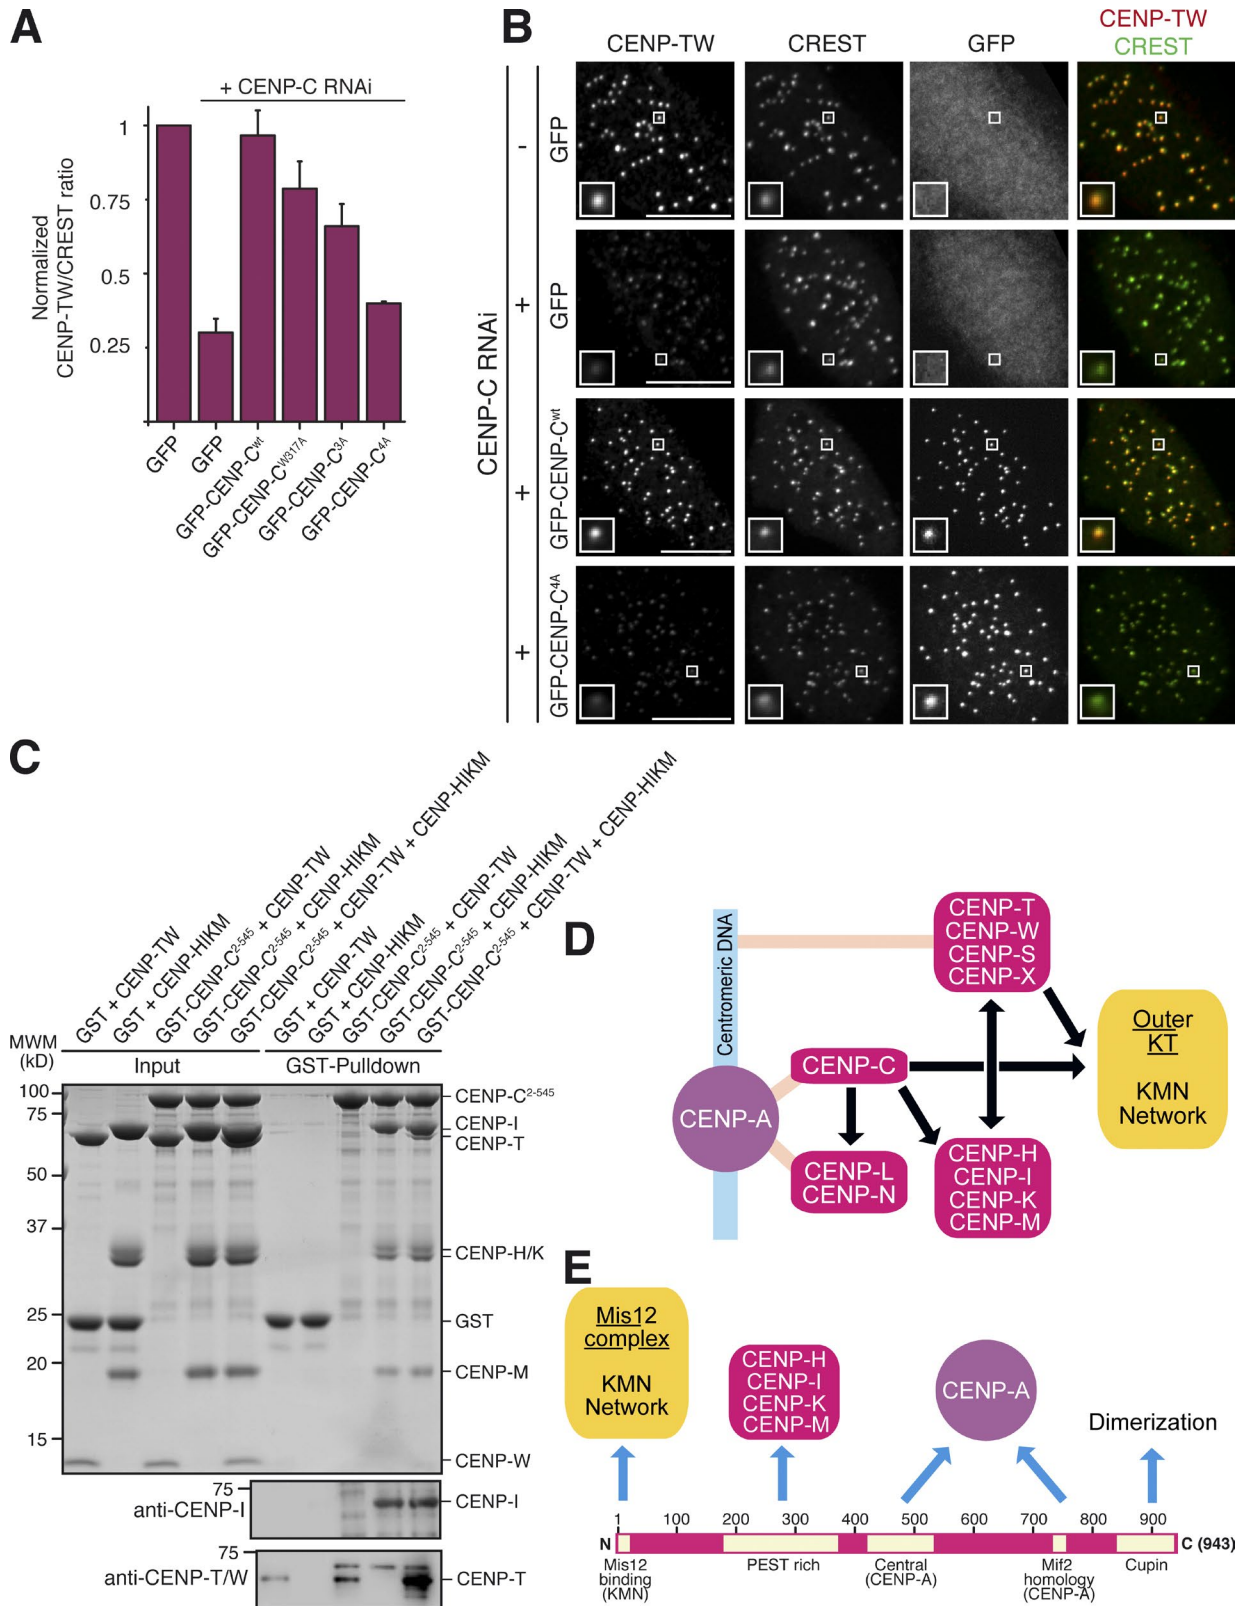 A
+ CENP-C RNAi
Normalized
CENP-TW/CREST ratio
1
0.75
0.5
0.25
GFP
GFP
GFP-CENP-Cwt
GFP-CENP-CW317A
GFP-CENP-C3A
GFP-CENP-C4A
B
CENP-TW
CREST
GFP
CENP-TW
CREST
CENP-C RNAi
-
GFP
+
GFP
+
GFP-CENP-Cwt
+
GFP-CENP-C4A
C
GST + CENP-TW
GST + CENP-HIKM
GST-CENP-C2-545 + CENP-TW
GST-CENP-C2-545 + CENP-HIKM
GST-CENP-C2-545 + CENP-TW + CENP-HIKM
GST + CENP-TW
GST + CENP-HIKM
GST-CENP-C2-545 + CENP-TW
GST-CENP-C2-545 + CENP-HIKM
GST-CENP-C2-545 + CENP-TW + CENP-HIKM
MWM
(kD)
Input
GST-Pulldown
100
75
50
37
25
20
15
CENP-C2-545
CENP-I
CENP-T
CENP-H/K
GST
CENP-M
CENP-W
75
anti-CENP-I
CENP-I
75
anti-CENP-T/W
CENP-T
D
Centromeric DNA
CENP-T
CENP-W
CENP-S
CENP-X
Outer
KT
KMN
Network
CENP-C
CENP-A
CENP-L
CENP-N
CENP-H
CENP-I
CENP-K
CENP-M
E
Mis12
complex
KMN
Network
CENP-H
CENP-I
CENP-K
CENP-M
CENP-A
Dimerization
1 100 200 300 400 500 600 700 800 900
N
C (943)
Mis12
binding
(KMN)
PEST rich
Central
(CENP-A)
Mif2
homology
(CENP-A)
Cupin